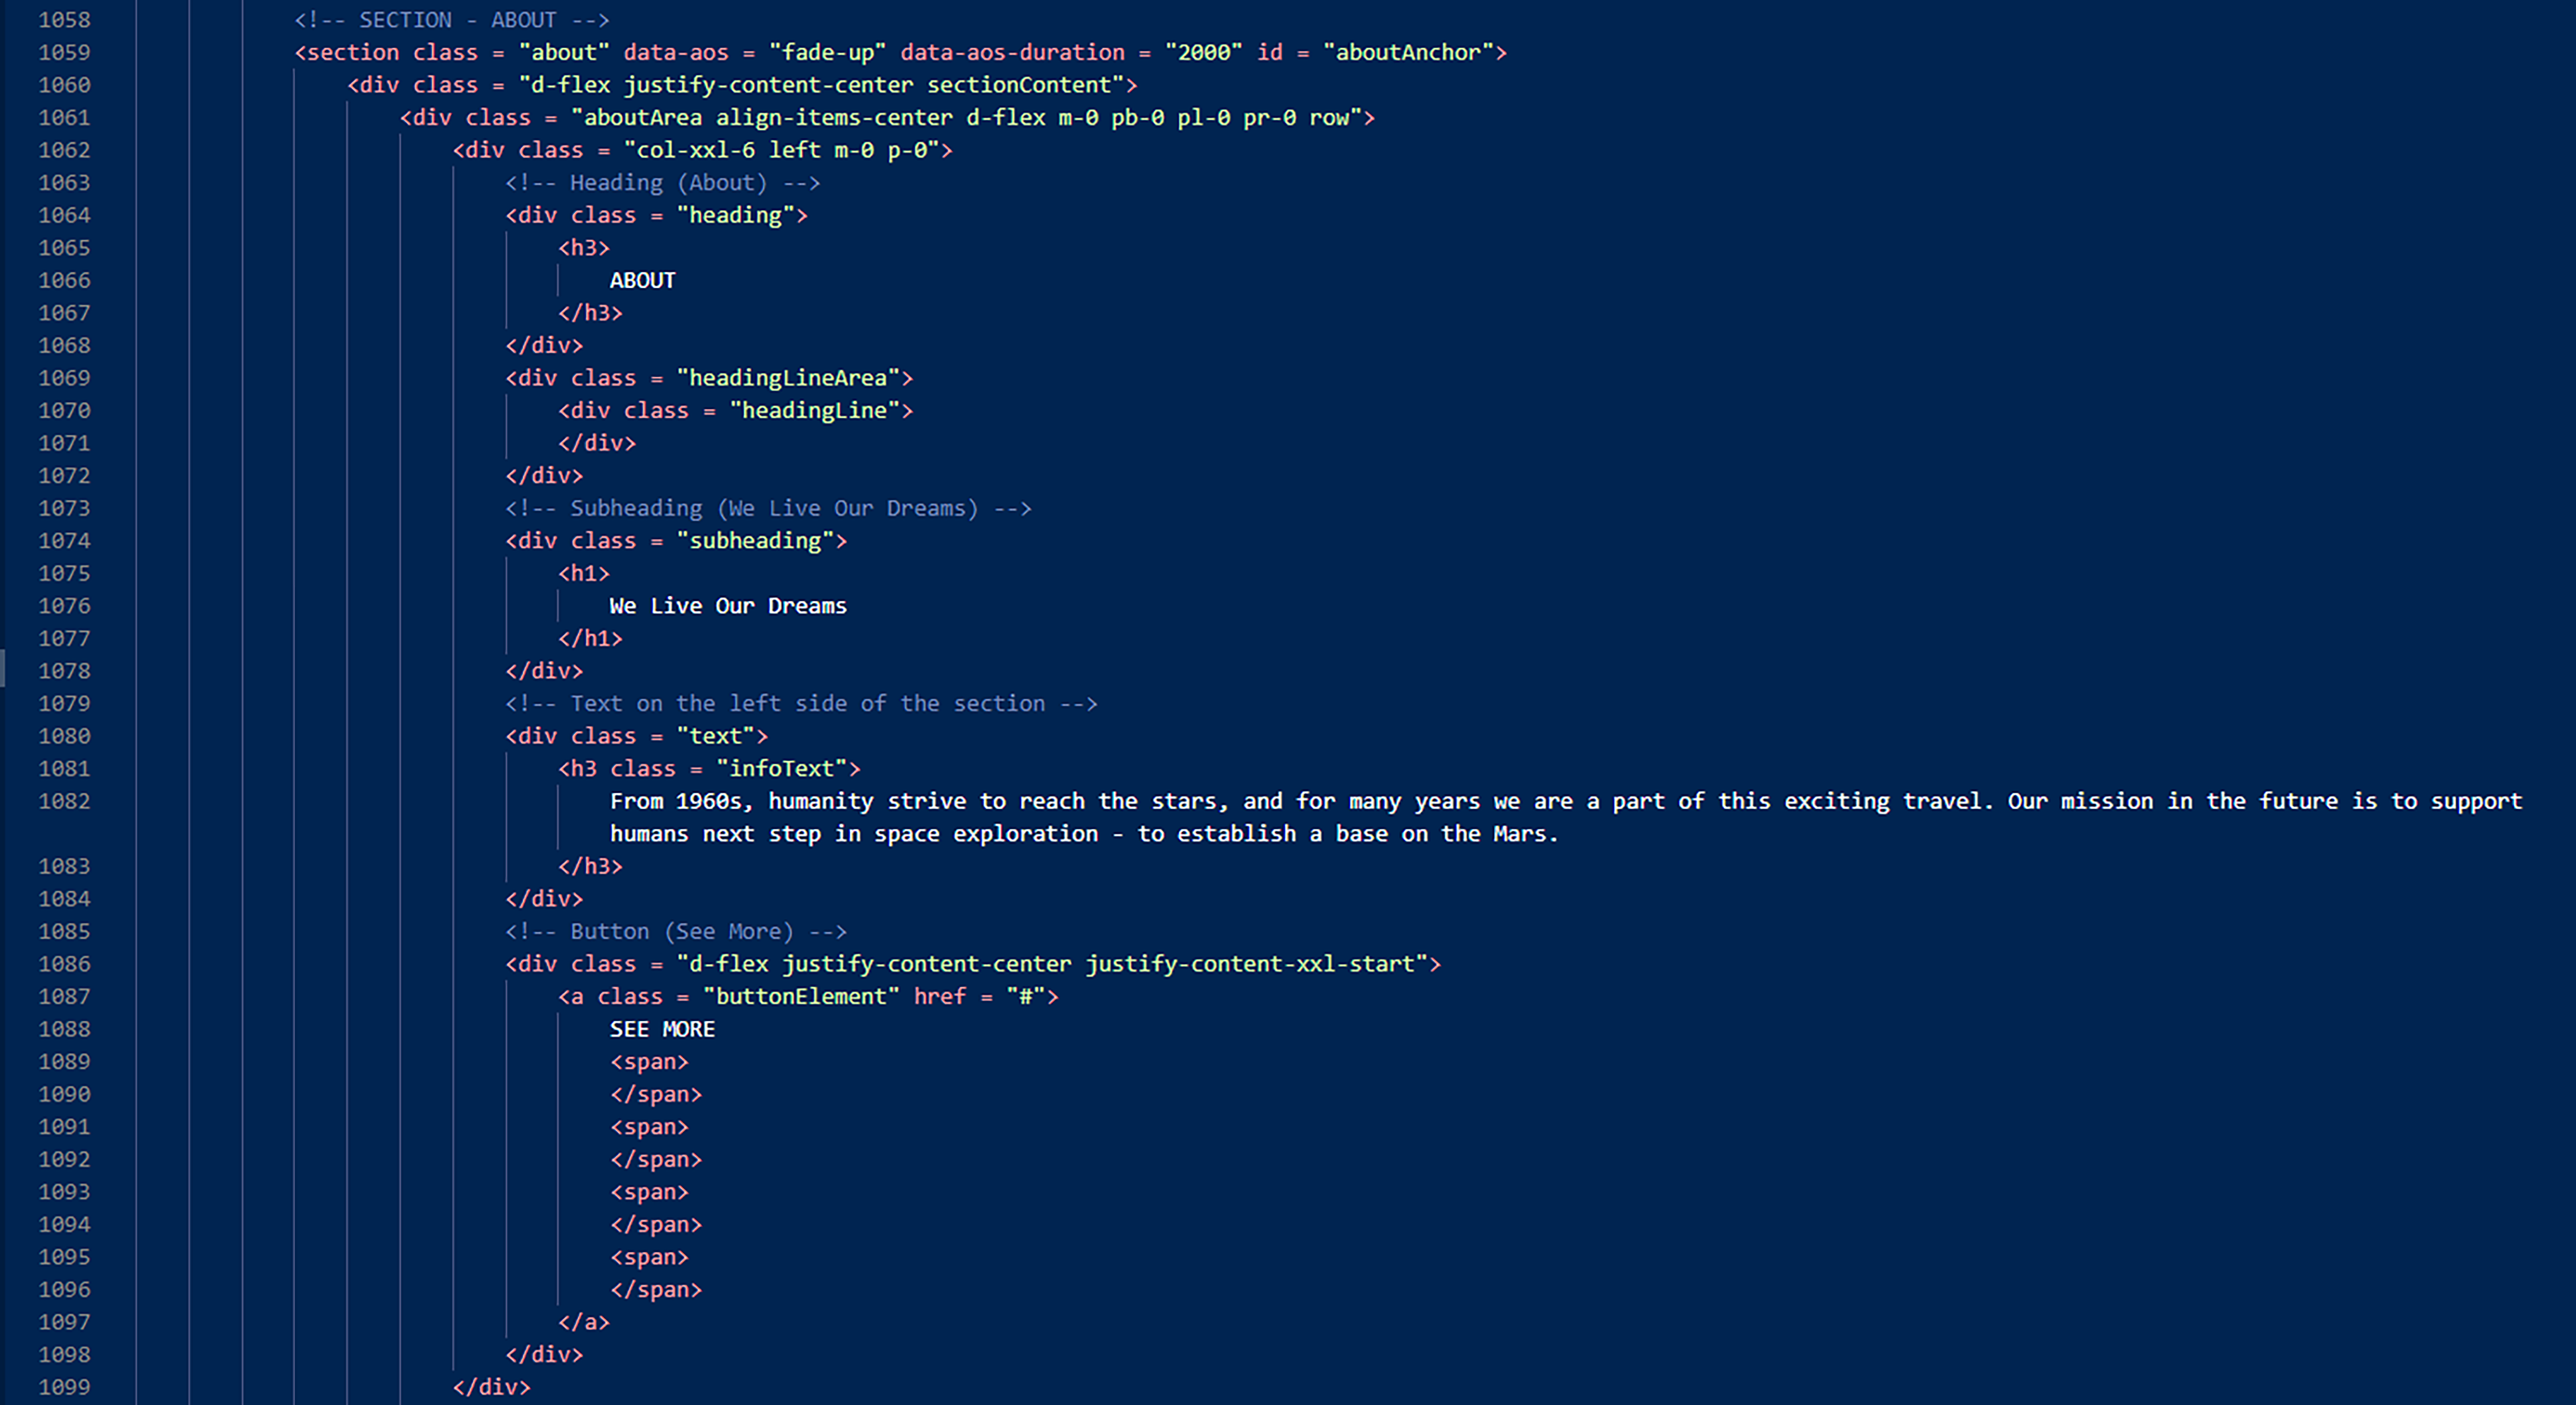 1058 <!-- SECTION - ABOUT -->
1059 <section class = "about" data-aos = "fade-up" data-aos-duration = "2000" id = "aboutAnchor">
1060 <div class = "d-flex justify-content-center sectionContent">
1061 <div class = "aboutArea align-items-center d-flex m-0 pb-0 pl-0 pr-0 row">
1062 <div class = "col-xxl-6 left m-0 p-0">
1063 <!-- Heading (About) -->
1064 <div class = "heading">
1065 <h3>
1066 ABOUT
1067 </h3>
1068 </div>
1069 <div class = "headingLineArea">
1070 <div class = "headingLine">
1071 </div>
1072 </div>
1073 <!-- Subheading (We Live Our Dreams) -->
1074 <div class = "subheading">
1075 <h1>
1076 We Live Our Dreams
1077 </h1>
1078 </div>
1079 <!-- Text on the left side of the section -->
1080 <div class = "text">
1081 <h3 class = "infoText">
1082 From 1960s, humanity strive to reach the stars, and for many years we are a part of this exciting travel. Our mission in the future is to support
humans next step in space exploration - to establish a base on the Mars.
1083 </h3>
1084 </div>
1085 <!-- Button (See More) -->
1086 <div class = "d-flex justify-content-center justify-content-xxl-start">
1087 <a class = "buttonElement" href = "#">
1088 SEE MORE
1089 <span>
1090 </span>
1091 <span>
1092 </span>
1093 <span>
1094 </span>
1095 <span>
1096 </span>
1097 </a>
1098 </div>
1099 </div>